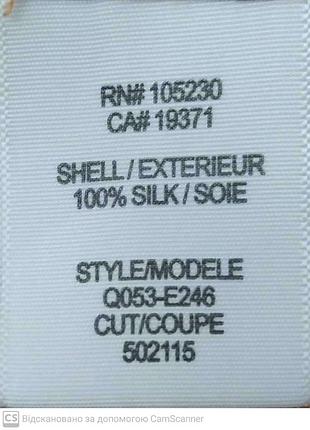 RN# 105230
CA# 19371
SHELL / EXTERIEUR
100% SILK / SOIE
STYLE/MODELE
Q053-E246
CUT/COUPE
502115
CS Відскановано за допомогою CamScanner